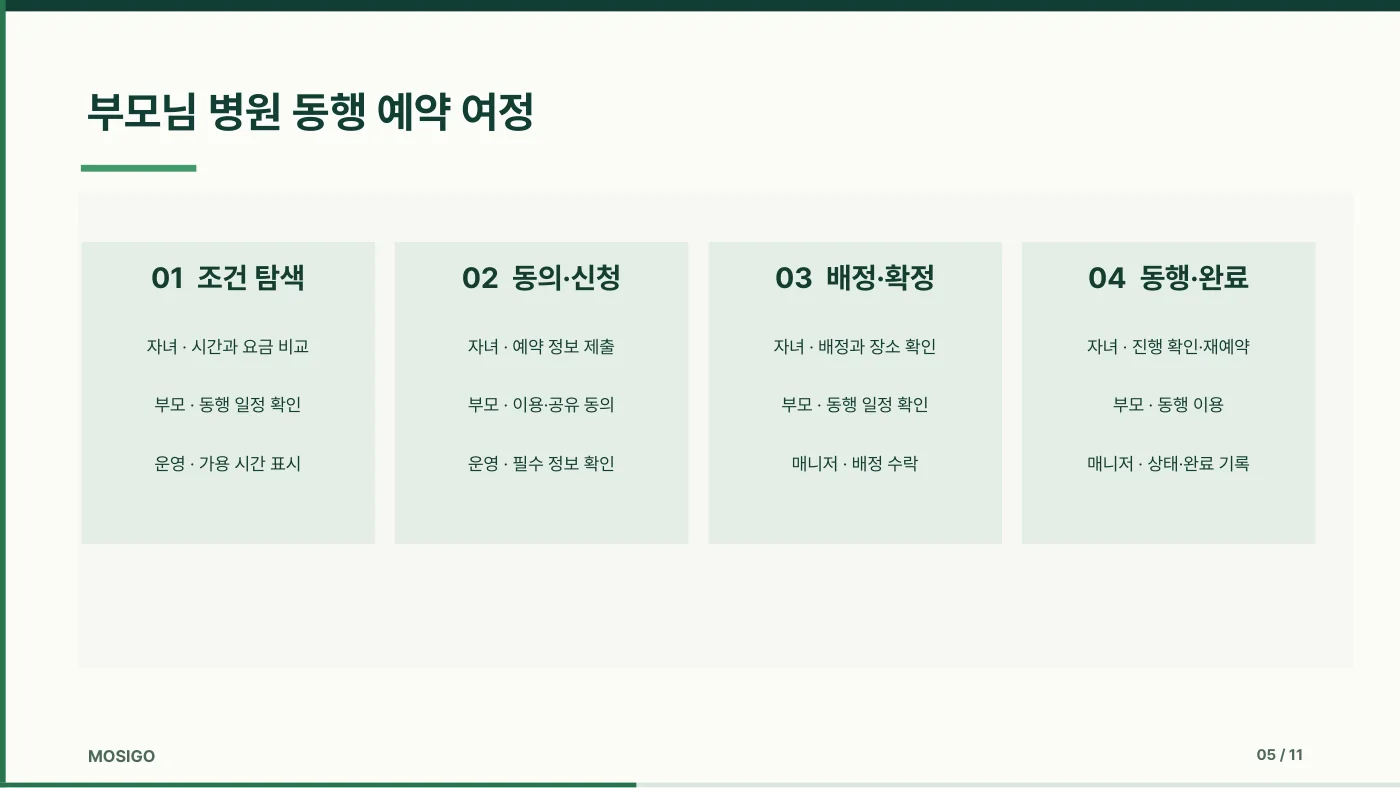 부모님 병원 동행 예약 여정
01 조건 탐색
자녀 · 시간과 요금 비교
부모 · 동행 일정 확인
운영 · 가용 시간 표시
02 동의·신청
자녀 · 예약 정보 제출
부모 · 이용·공유 동의
운영 · 필수 정보 확인
03 배정·확정
자녀 · 배정과 장소 확인
부모 · 동행 일정 확인
매니저 · 배정 수락
04 동행·완료
자녀 · 진행 확인·재예약
부모 · 동행 이용
매니저 · 상태·완료 기록
MOSIGO
05 / 11